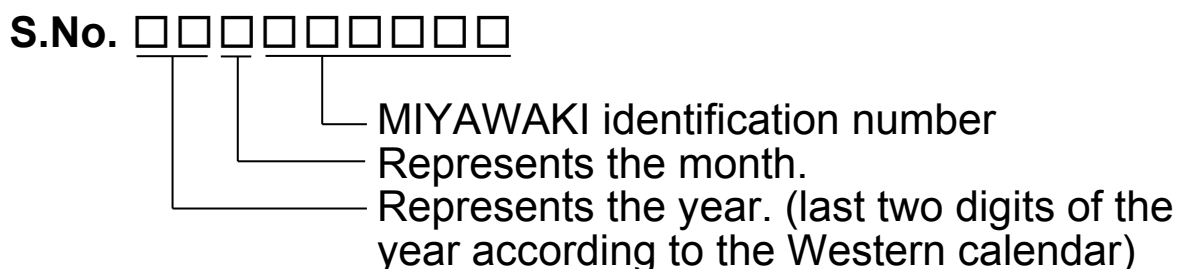 S.No. □□□□□□□□□
MIYAWAKI identification number
Represents the month.
Represents the year. (last two digits of the
year according to the Western calendar)